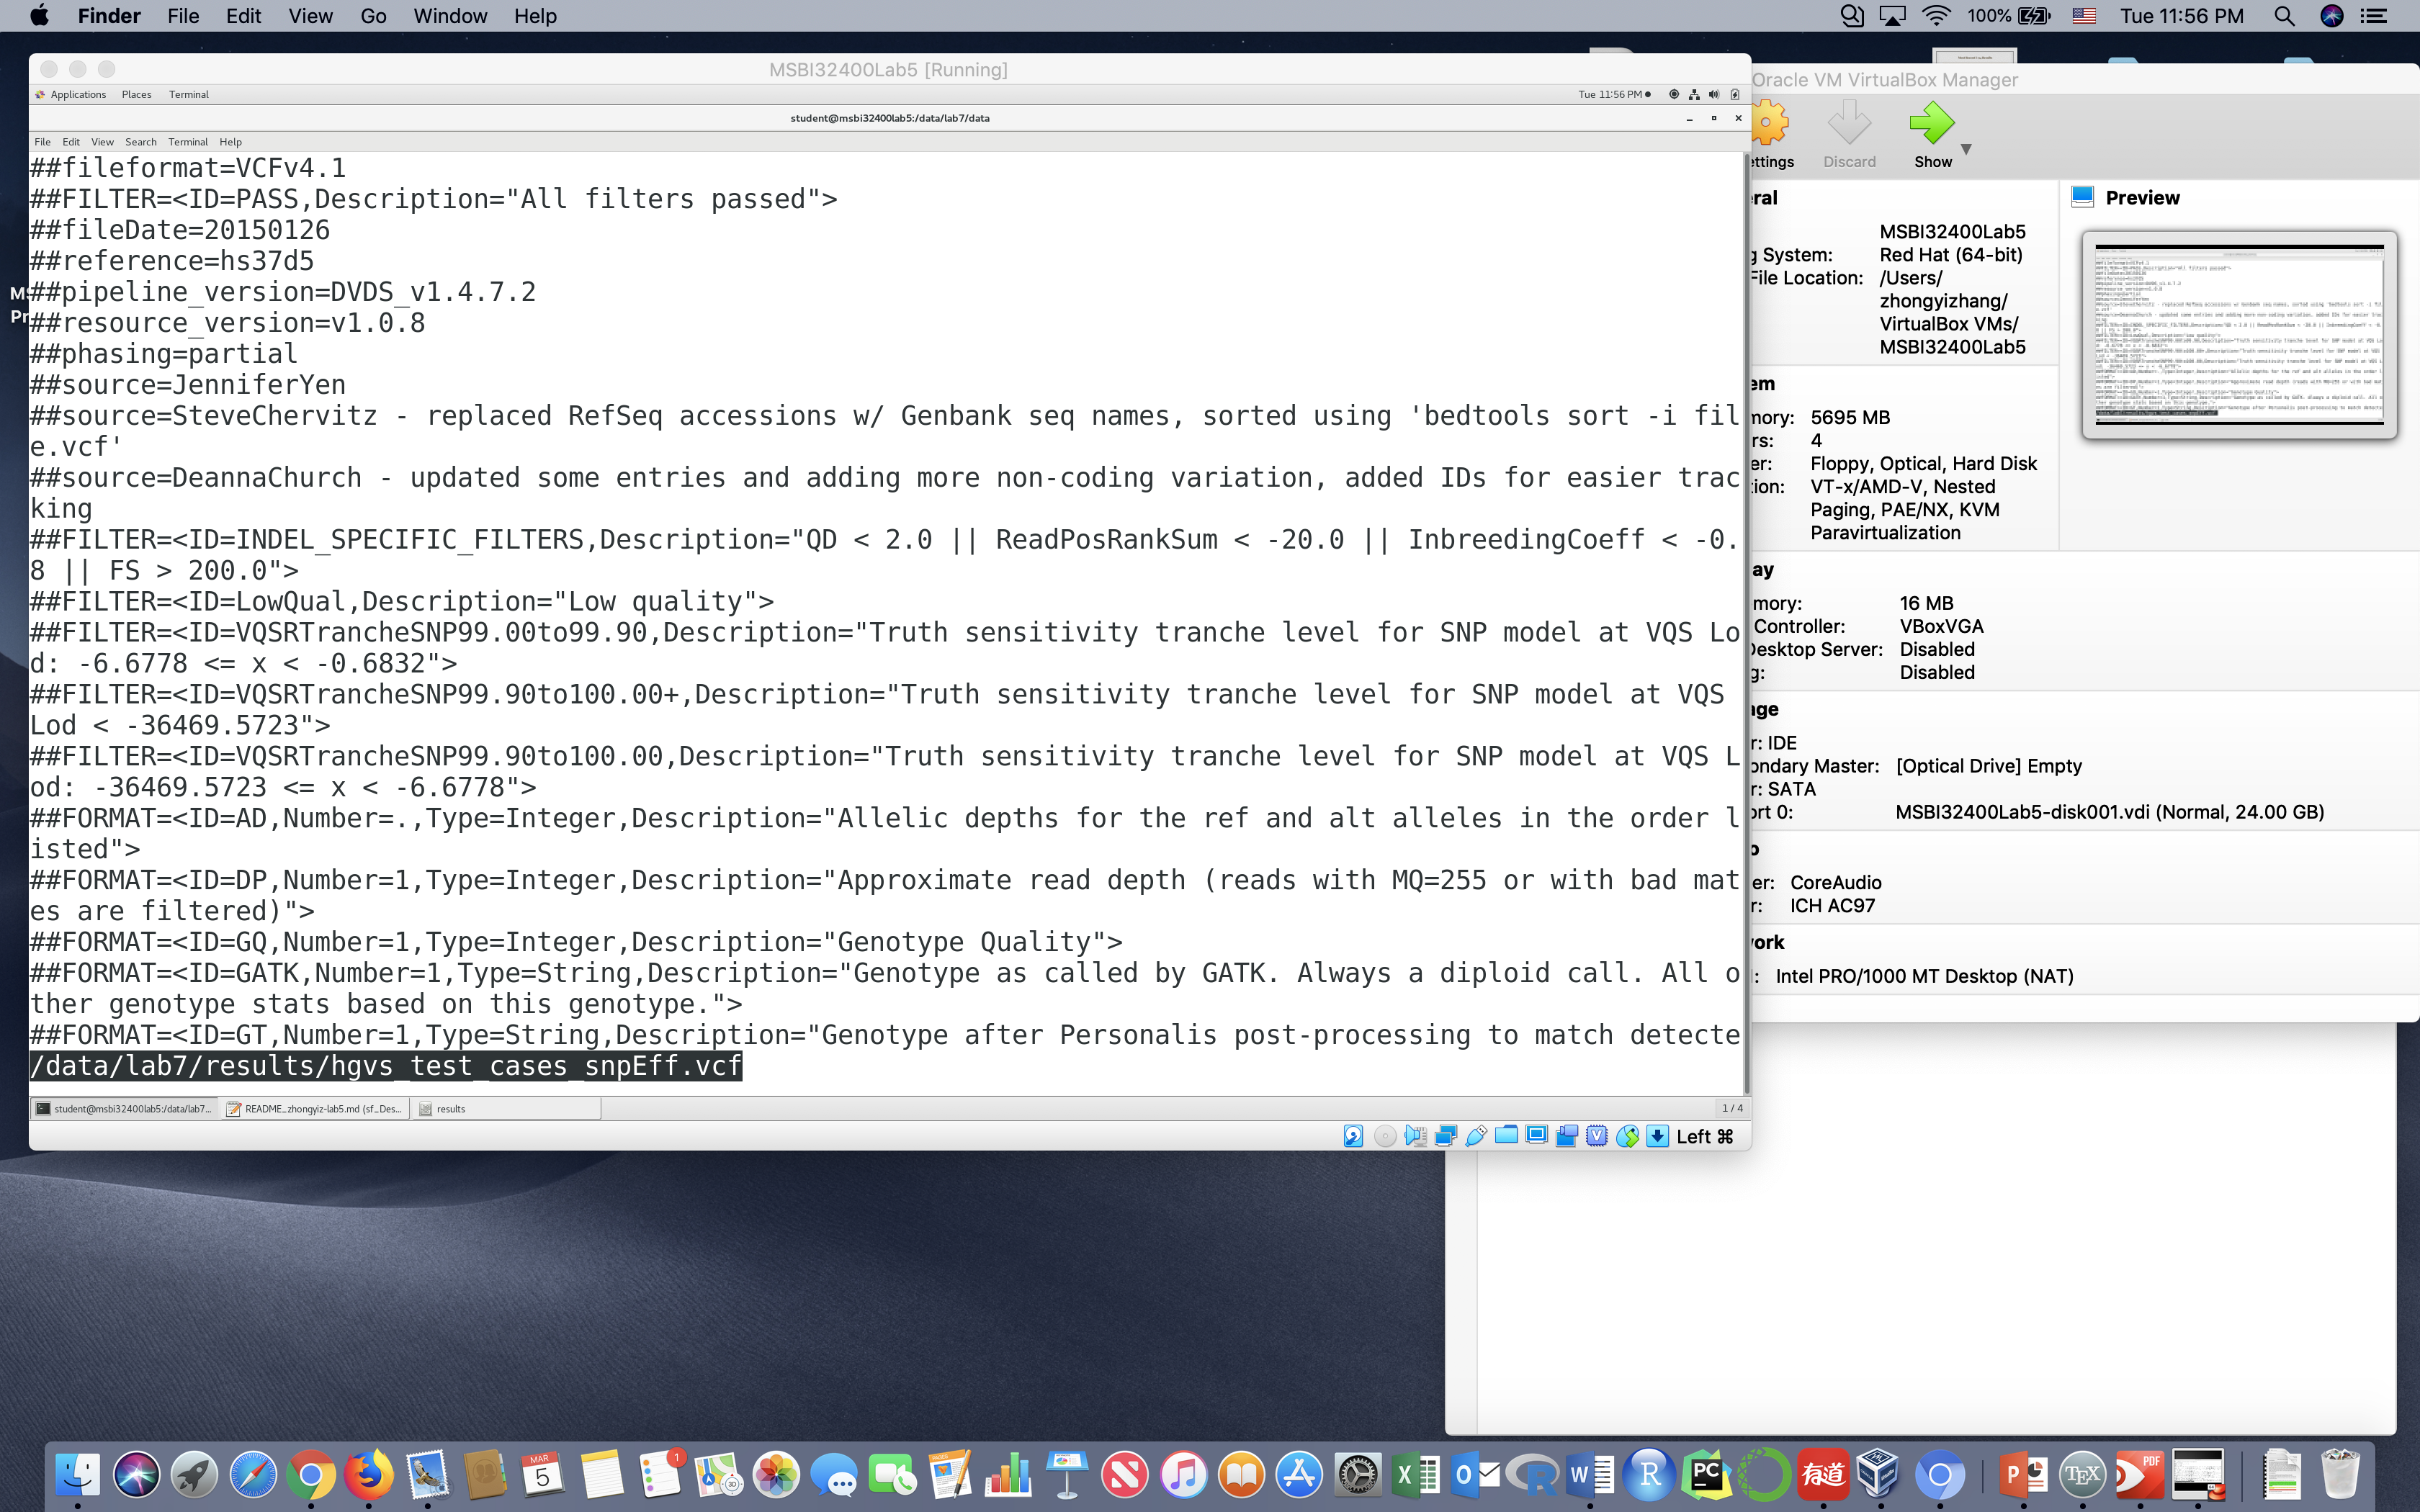 Finder File Edit View Go Window Help
100% Tue 11:56 PM
MSBI32400Lab5 [Running]
Applications Places Terminal
Tue 11:56 PM
student@msbi32400lab5:/data/lab7/data
File Edit View Search Terminal Help
##fileformat=VCFv4.1
##FILTER=<ID=PASS,Description="All filters passed">
##fileDate=20150126
##reference=hs37d5
##pipeline_version=DVDS_v1.4.7.2
##resource_version=v1.0.8
##phasing=partial
##source=JenniferYen
##source=SteveChervitz - replaced RefSeq accessions w/ Genbank seq names, sorted using 'bedtools sort -i fil
e.vcf'
##source=DeannaChurch - updated some entries and adding more non-coding variation, added IDs for easier trac
king
##FILTER=<ID=INDEL_SPECIFIC_FILTERS,Description="QD < 2.0 || ReadPosRankSum < -20.0 || InbreedingCoeff < -0.
8 || FS > 200.0">
##FILTER=<ID=LowQual,Description="Low quality">
##FILTER=<ID=VQSRTrancheSNP99.00to99.90,Description="Truth sensitivity tranche level for SNP model at VQS Lo
d: -6.6778 <= x < -0.6832">
##FILTER=<ID=VQSRTrancheSNP99.90to100.00+,Description="Truth sensitivity tranche level for SNP model at VQS
Lod < -36469.5723">
##FILTER=<ID=VQSRTrancheSNP99.90to100.00,Description="Truth sensitivity tranche level for SNP model at VQS L
od: -36469.5723 <= x < -6.6778">
##FORMAT=<ID=AD,Number=.,Type=Integer,Description="Allelic depths for the ref and alt alleles in the order l
isted">
##FORMAT=<ID=DP,Number=1,Type=Integer,Description="Approximate read depth (reads with MQ=255 or with bad mat
es are filtered)">
##FORMAT=<ID=GQ,Number=1,Type=Integer,Description="Genotype Quality">
##FORMAT=<ID=GATK,Number=1,Type=String,Description="Genotype as called by GATK. Always a diploid call. All o
ther genotype stats based on this genotype.">
##FORMAT=<ID=GT,Number=1,Type=String,Description="Genotype after Personalis post-processing to match detecte
/data/lab7/results/hgvs_test_cases_snpEff.vcf
student@msbi32400lab5:/data/lab7...
README_zhongyiz-lab5.md (sf_Des...
results
1 / 4
Left ⌘
Oracle VM VirtualBox Manager
ettings Discard Show
eral
MSBI32400Lab5
g System: Red Hat (64-bit)
File Location: /Users/
zhongyizhang/
VirtualBox VMs/
MSBI32400Lab5
Preview
em
mory: 5695 MB
rs: 4
er: Floppy, Optical, Hard Disk
tion: VT-x/AMD-V, Nested
Paging, PAE/NX, KVM
Paravirtualization
ay
mory: 16 MB
Controller: VBoxVGA
Desktop Server: Disabled
g: Disabled
age
r: IDE
ondary Master: [Optical Drive] Empty
r: SATA
ort 0: MSBI32400Lab5-disk001.vdi (Normal, 24.00 GB)
o
er: CoreAudio
r: ICH AC97
work
1: Intel PRO/1000 MT Desktop (NAT)
MAR
5
1
有道
PC
TEX
PDF